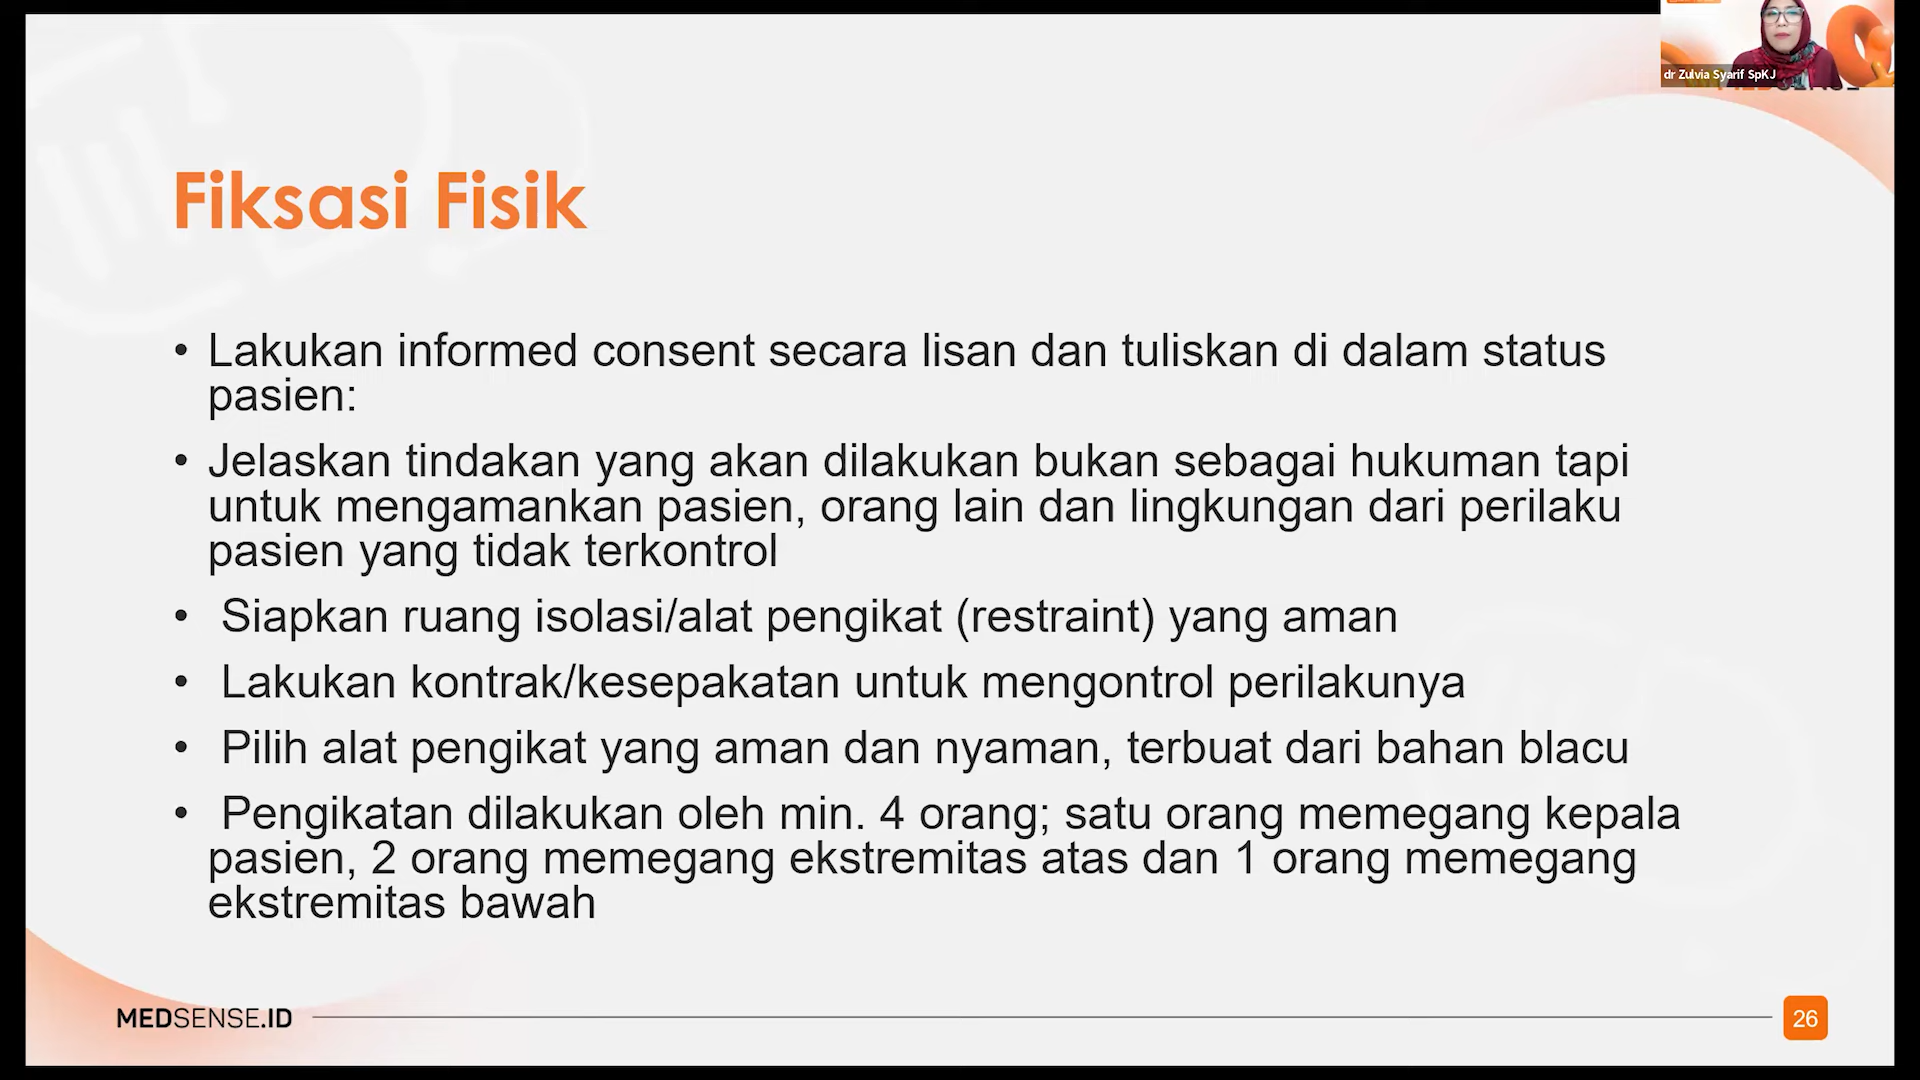 dr Zulvia Syarif SpKJ
Fiksasi Fisik
• Lakukan informed consent secara lisan dan tuliskan di dalam status
pasien:
• Jelaskan tindakan yang akan dilakukan bukan sebagai hukuman tapi
untuk mengamankan pasien, orang lain dan lingkungan dari perilaku
pasien yang tidak terkontrol
• Siapkan ruang isolasi/alat pengikat (restraint) yang aman
• Lakukan kontrak/kesepakatan untuk mengontrol perilakunya
• Pilih alat pengikat yang aman dan nyaman, terbuat dari bahan blacu
• Pengikatan dilakukan oleh min. 4 orang; satu orang memegang kepala
pasien, 2 orang memegang ekstremitas atas dan 1 orang memegang
ekstremitas bawah
MEDSENSE.ID
26